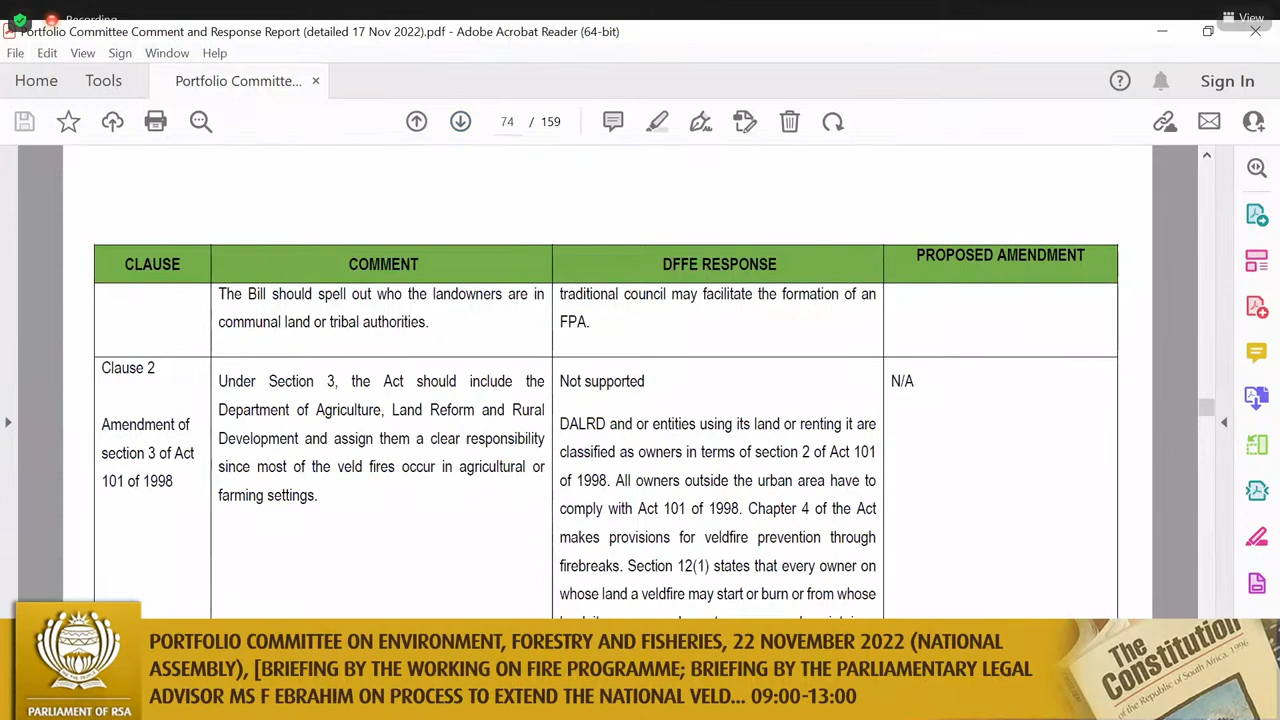 Recording
View
Portfolio Committee Comment and Response Report (detailed 17 Nov 2022).pdf - Adobe Acrobat Reader (64-bit)
File Edit View Sign Window Help
Home Tools Portfolio Committe... × Sign In
74 / 159
CLAUSE COMMENT DFFE RESPONSE PROPOSED AMENDMENT
The Bill should spell out who the landowners are in
communal land or tribal authorities.
traditional council may facilitate the formation of an
FPA.
Clause 2
Amendment of
section 3 of Act
101 of 1998
Under Section 3, the Act should include the
Department of Agriculture, Land Reform and Rural
Development and assign them a clear responsibility
since most of the veld fires occur in agricultural or
farming settings.
Not supported
DALRD and or entities using its land or renting it are
classified as owners in terms of section 2 of Act 101
of 1998. All owners outside the urban area have to
comply with Act 101 of 1998. Chapter 4 of the Act
makes provisions for veldfire prevention through
firebreaks. Section 12(1) states that every owner on
whose land a veldfire may start or burn or from whose
N/A
PARLIAMENT OF RSA
PORTFOLIO COMMITTEE ON ENVIRONMENT, FORESTRY AND FISHERIES, 22 NOVEMBER 2022 (NATIONAL
ASSEMBLY), [BRIEFING BY THE WORKING ON FIRE PROGRAMME; BRIEFING BY THE PARLIAMENTARY LEGAL
ADVISOR MS F EBRAHIM ON PROCESS TO EXTEND THE NATIONAL VELD... 09:00-13:00
The
Constitution
of the Republic of South Africa, 1996